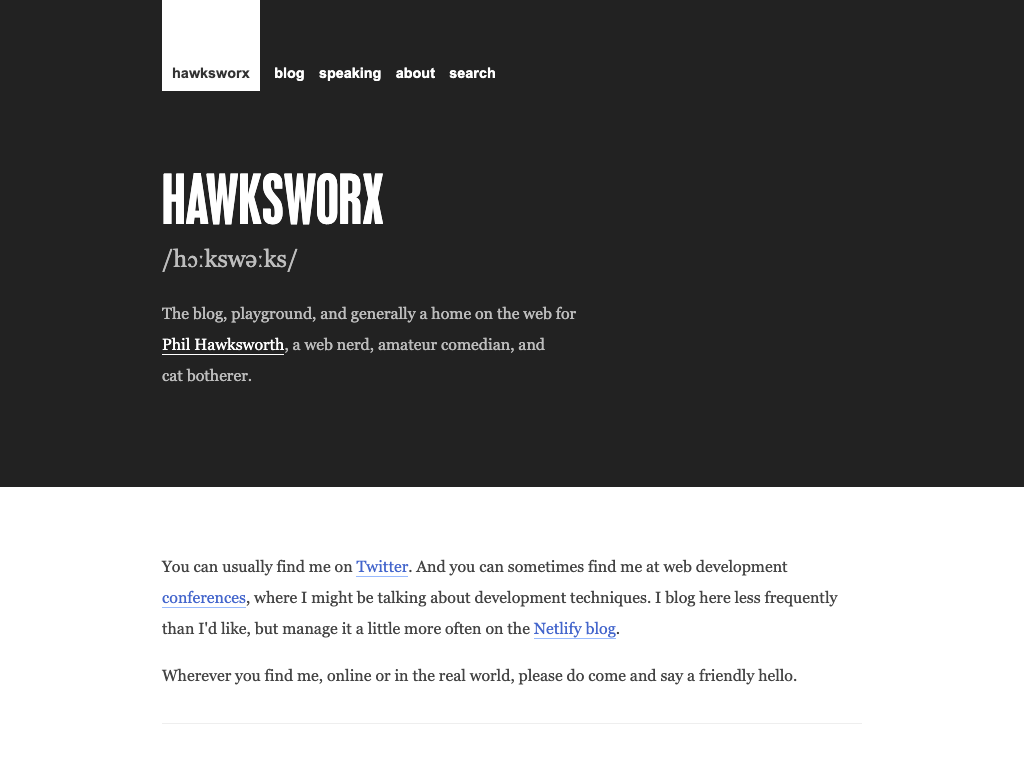 hawksworx
blog
speaking
about
search
HAWKSWORX
/hɔːkswəːks/
The blog, playground, and generally a home on the web for
Phil Hawksworth, a web nerd, amateur comedian, and
cat botherer.
You can usually find me on Twitter. And you can sometimes find me at web development
conferences, where I might be talking about development techniques. I blog here less frequently
than I'd like, but manage it a little more often on the Netlify blog.
Wherever you find me, online or in the real world, please do come and say a friendly hello.